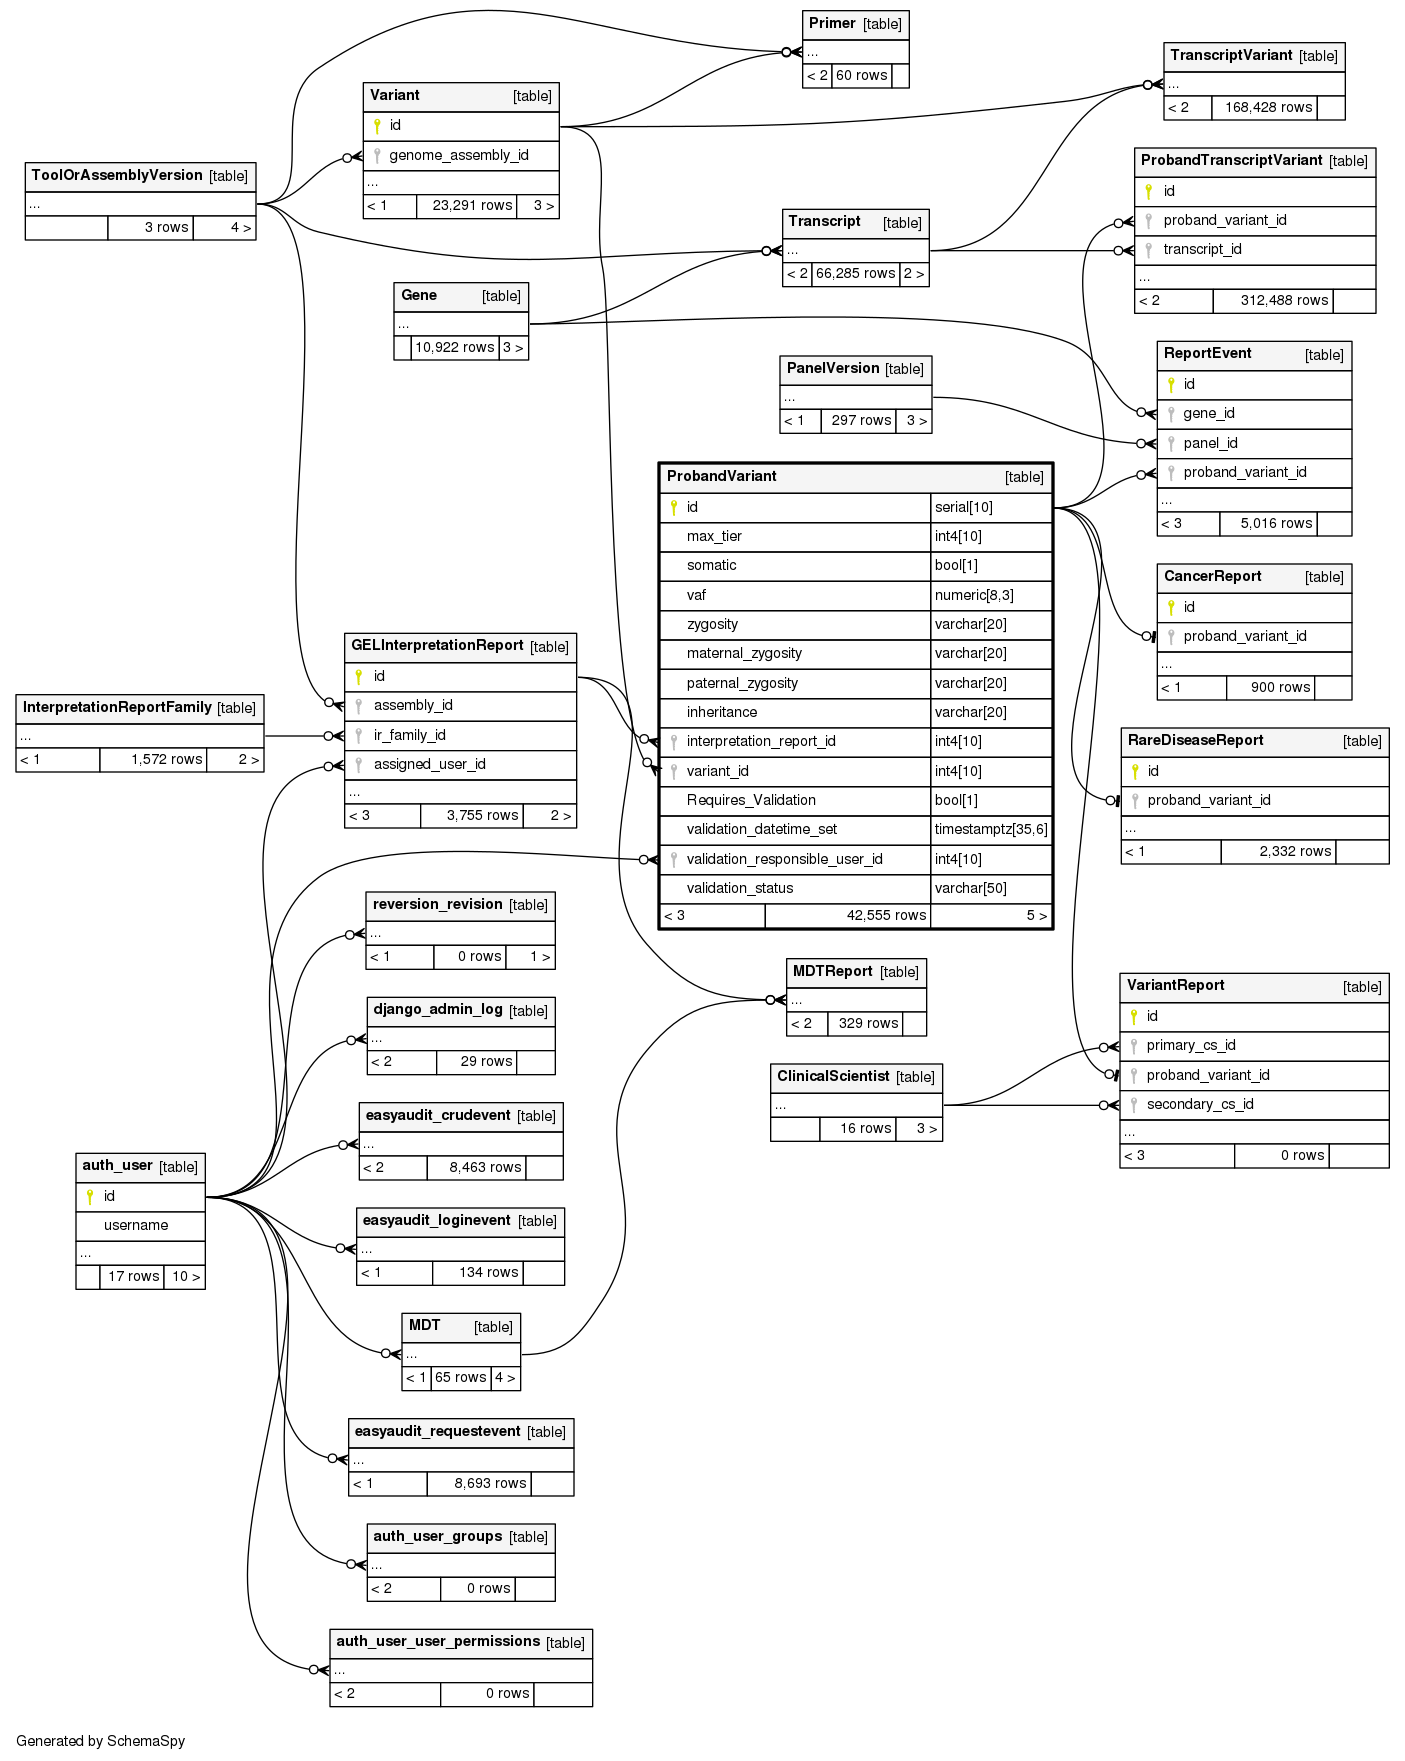 Primer [table]
...
< 2 60 rows
TranscriptVariant [table]
...
< 2 168,428 rows
Variant [table]
id
genome_assembly_id
...
< 1 23,291 rows 3 >
ToolOrAssemblyVersion [table]
...
3 rows 4 >
ProbandTranscriptVariant [table]
id
proband_variant_id
transcript_id
...
< 2 312,488 rows
Transcript [table]
...
< 2 66,285 rows 2 >
Gene [table]
...
10,922 rows 3 >
ReportEvent [table]
id
gene_id
panel_id
proband_variant_id
...
< 3 5,016 rows
PanelVersion [table]
...
< 1 297 rows 3 >
ProbandVariant [table]
id serial[10]
max_tier int4[10]
somatic bool[1]
vaf numeric[8,3]
zygosity varchar[20]
maternal_zygosity varchar[20]
paternal_zygosity varchar[20]
inheritance varchar[20]
interpretation_report_id int4[10]
variant_id int4[10]
Requires_Validation bool[1]
validation_datetime_set timestamptz[35,6]
validation_responsible_user_id int4[10]
validation_status varchar[50]
< 3 42,555 rows 5 >
CancerReport [table]
id
proband_variant_id
...
< 1 900 rows
GELInterpretationReport [table]
id
assembly_id
ir_family_id
assigned_user_id
...
< 3 3,755 rows 2 >
InterpretationReportFamily [table]
...
< 1 1,572 rows 2 >
RareDiseaseReport [table]
id
proband_variant_id
...
< 1 2,332 rows
reversion_revision [table]
...
< 1 0 rows 1 >
MDTReport [table]
...
< 2 329 rows
VariantReport [table]
id
primary_cs_id
proband_variant_id
secondary_cs_id
...
< 3 0 rows
django_admin_log [table]
...
< 2 29 rows
ClinicalScientist [table]
...
16 rows 3 >
easyaudit_crudevent [table]
...
< 2 8,463 rows
auth_user [table]
id
username
...
17 rows 10 >
easyaudit_loginevent [table]
...
< 1 134 rows
MDT [table]
...
< 1 65 rows 4 >
easyaudit_requestevent [table]
...
< 1 8,693 rows
auth_user_groups [table]
...
< 2 0 rows
auth_user_user_permissions [table]
...
< 2 0 rows
Generated by SchemaSpy